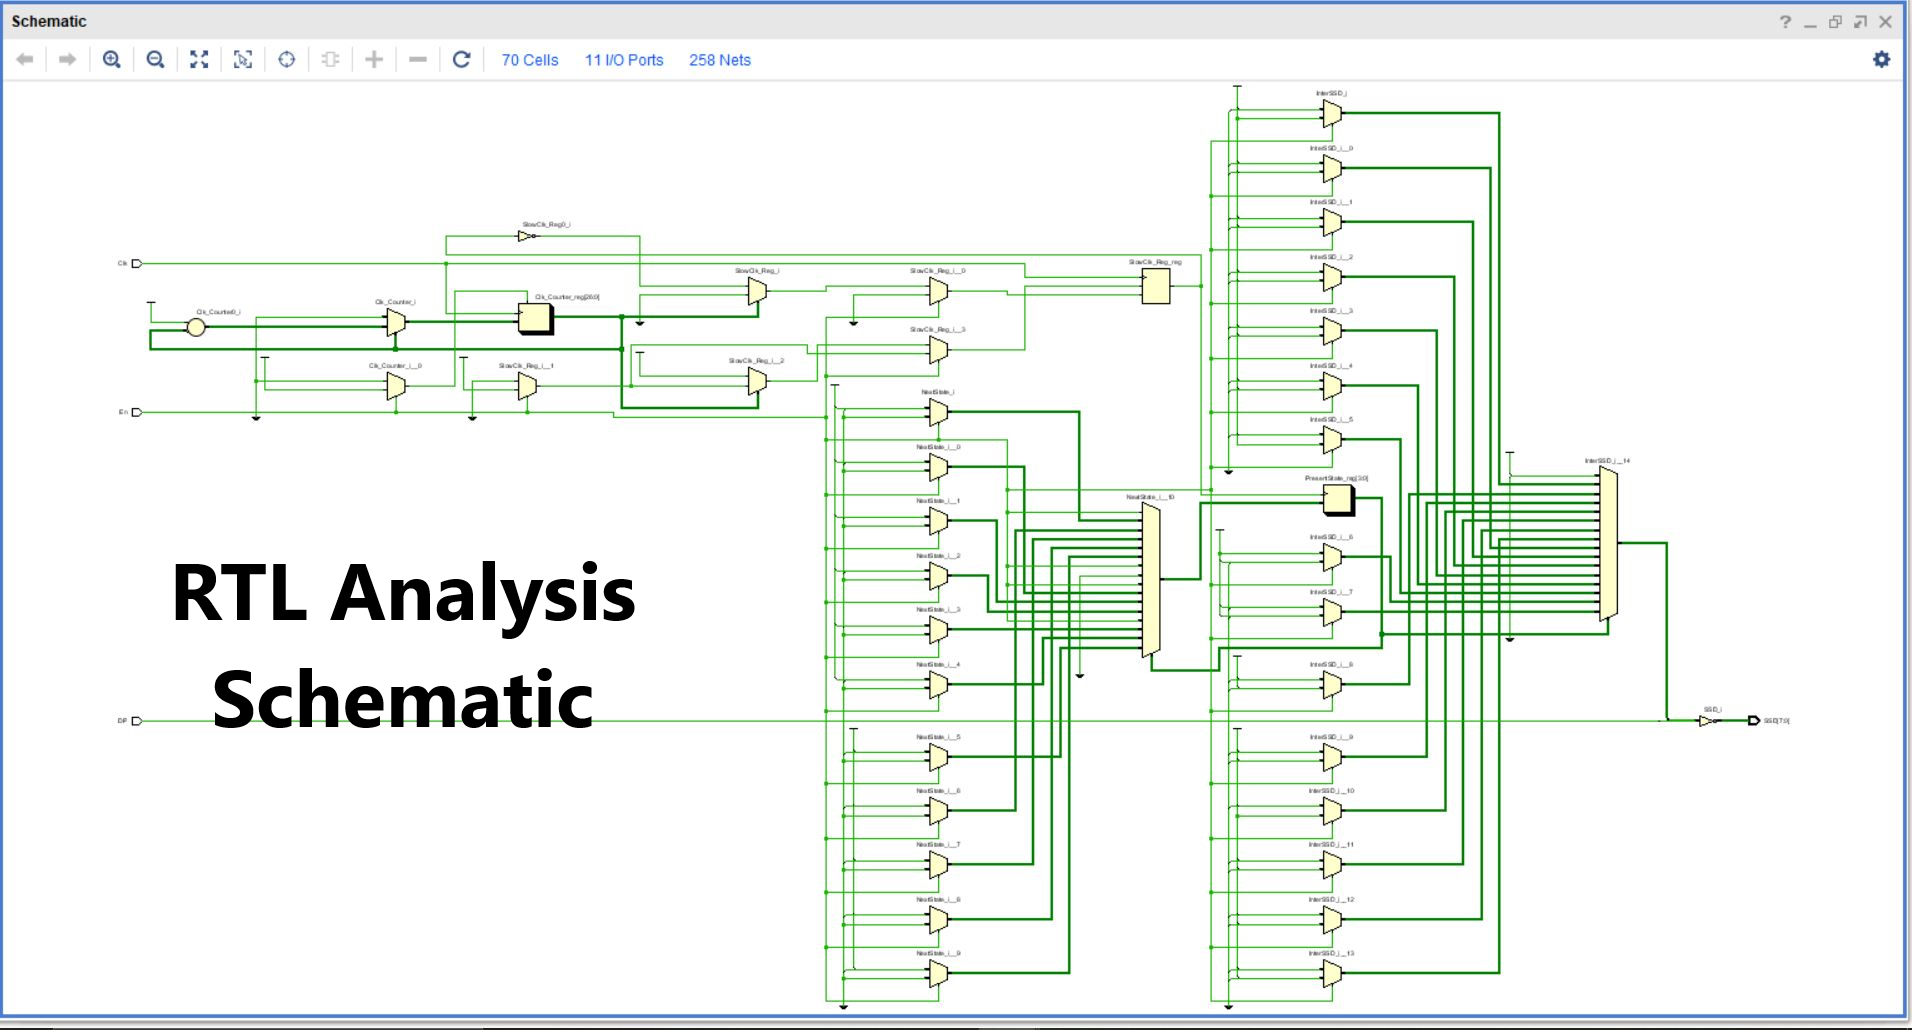 Schematic
70 Cells
11 I/O Ports
258 Nets
InterSSD_i
InterSSD_i__0
InterSSD_i__1
SlowClk_Reg0_i
InterSSD_i__2
Clk
SlowClk_Reg_i
SlowClk_Reg_i__0
SlowClk_Reg_reg
Clk_Counter_i
Clk_Counter0_i
InterSSD_i__3
SlowClk_Reg_i__3
Clk_Counter_i__0
SlowClk_Reg_i__1
SlowClk_Reg_i__2
InterSSD_i__4
NextState_i
En
InterSSD_i__5
NextState_i__0
InterSSD_i__14
PresentState_reg[3:0]
NextState_i__10
NextState_i__1
InterSSD_i__6
NextState_i__2
RTL Analysis
InterSSD_i__7
NextState_i__3
NextState_i__4
InterSSD_i__8
Schematic
DP
SSD_i
SSD[7:0]
NextState_i__5
InterSSD_i__9
NextState_i__6
InterSSD_i__10
NextState_i__7
InterSSD_i__11
NextState_i__8
InterSSD_i__12
NextState_i__9
InterSSD_i__13